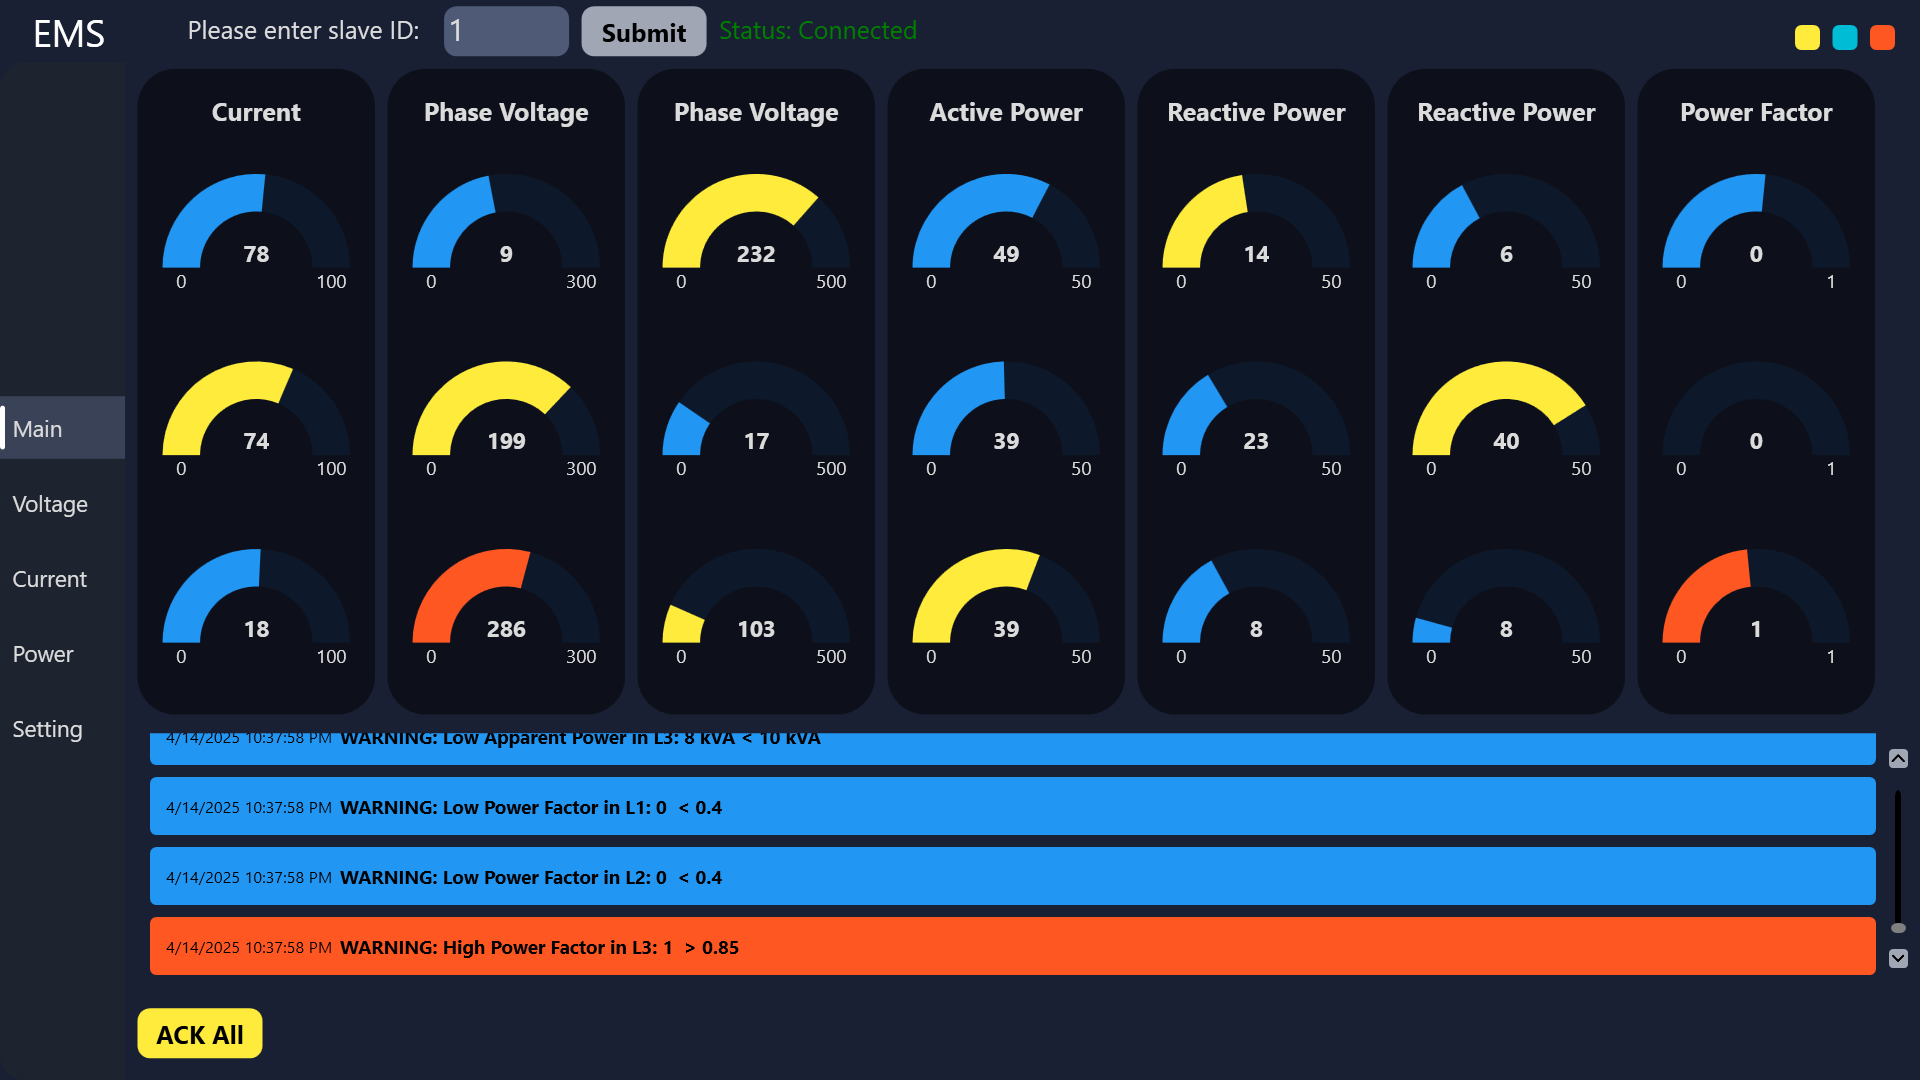 EMS
Please enter slave ID: 1 Submit Status: Connected
Current Phase Voltage Phase Voltage Active Power Reactive Power Reactive Power Power Factor
78 9 232 49 14 6 0
0 100 0 300 0 500 0 50 0 50 0 50 0 1
74 199 17 39 23 40 0
0 100 0 300 0 500 0 50 0 50 0 50 0 1
18 286 103 39 8 8 1
0 100 0 300 0 500 0 50 0 50 0 50 0 1
Main
Voltage
Current
Power
Setting
4/14/2025 10:37:58 PM WARNING: Low Apparent Power in L3: 8 kVA < 10 kVA
4/14/2025 10:37:58 PM WARNING: Low Power Factor in L1: 0 < 0.4
4/14/2025 10:37:58 PM WARNING: Low Power Factor in L2: 0 < 0.4
4/14/2025 10:37:58 PM WARNING: High Power Factor in L3: 1 > 0.85
ACK All